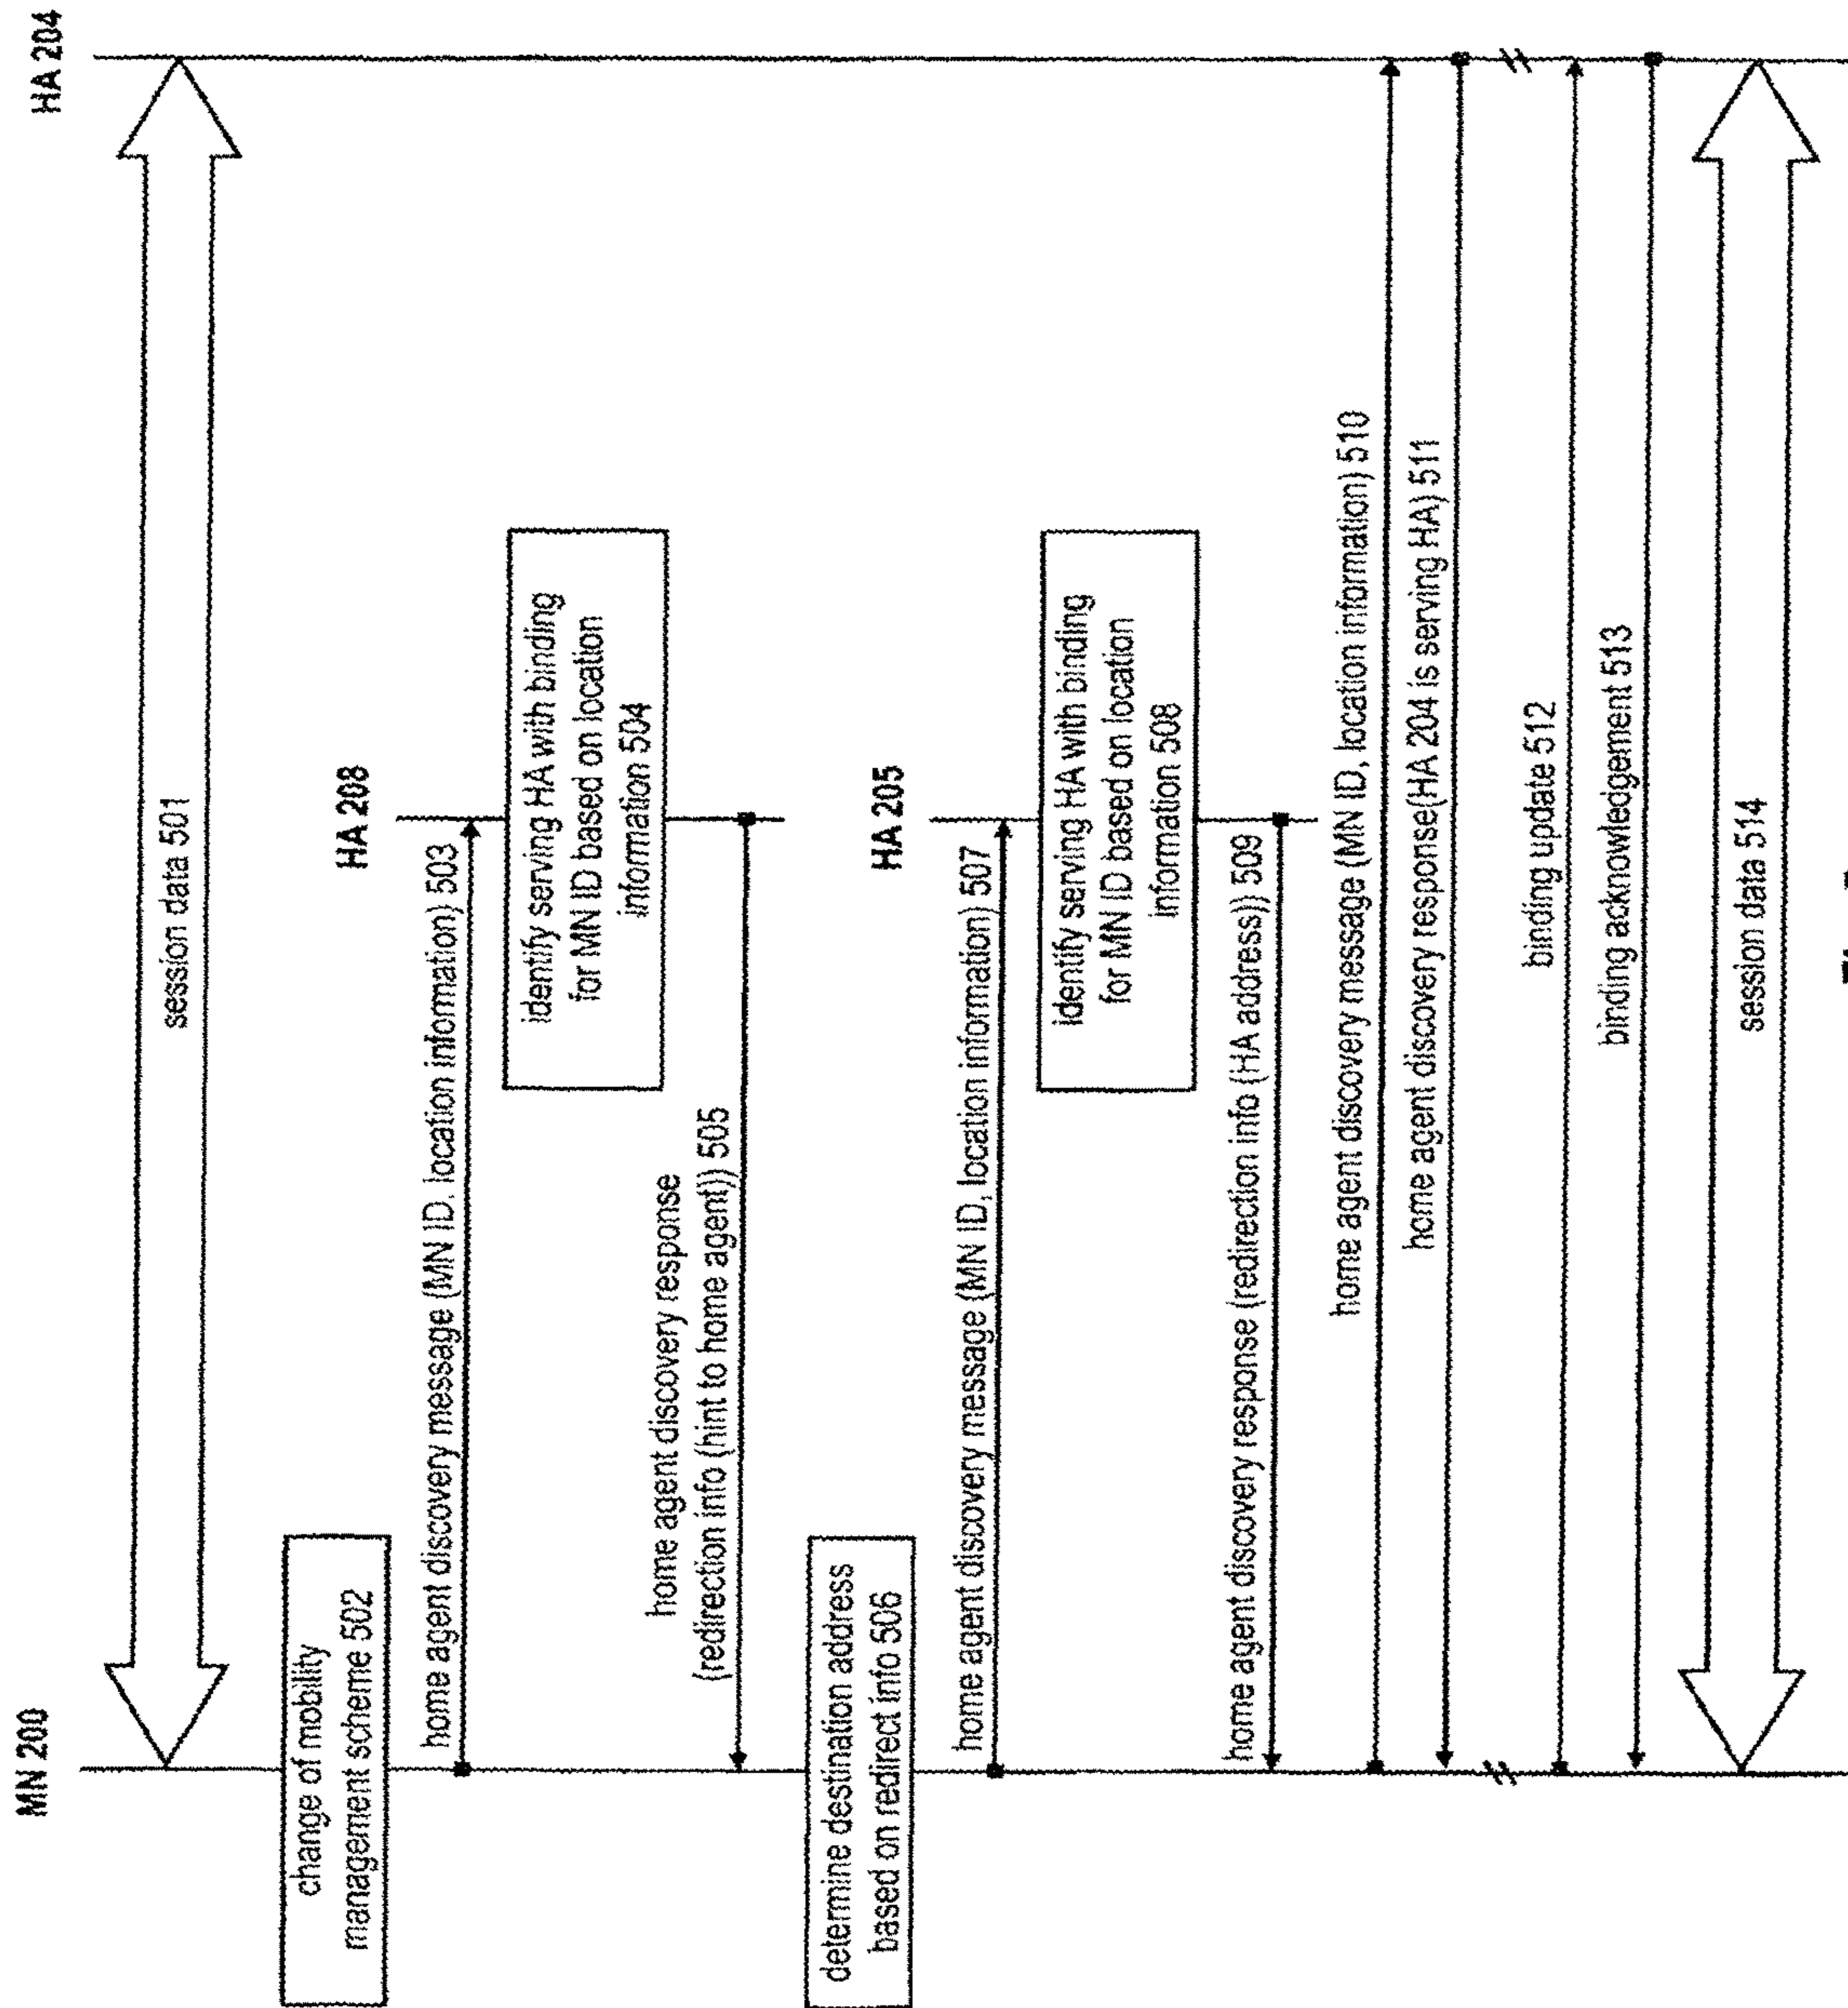 MN 200
HA 204
session data 501
change of mobility
management scheme 502
HA 208
home agent discovery message (MN ID, location information) 503
identify serving HA with binding
for MN ID based on location
information 504
home agent discovery response
(redirection info (hint to home agent)) 505
determine destination address
based on redirect info 506
HA 205
home agent discovery message (MN ID, location information) 507
identify serving HA with binding
for MN ID based on location
information 508
home agent discovery response (redirection info (HA address)) 509
home agent discovery message (MN ID, location information) 510
home agent discovery response(HA 204 is serving HA) 511
binding update 512
binding acknowledgement 513
session data 514